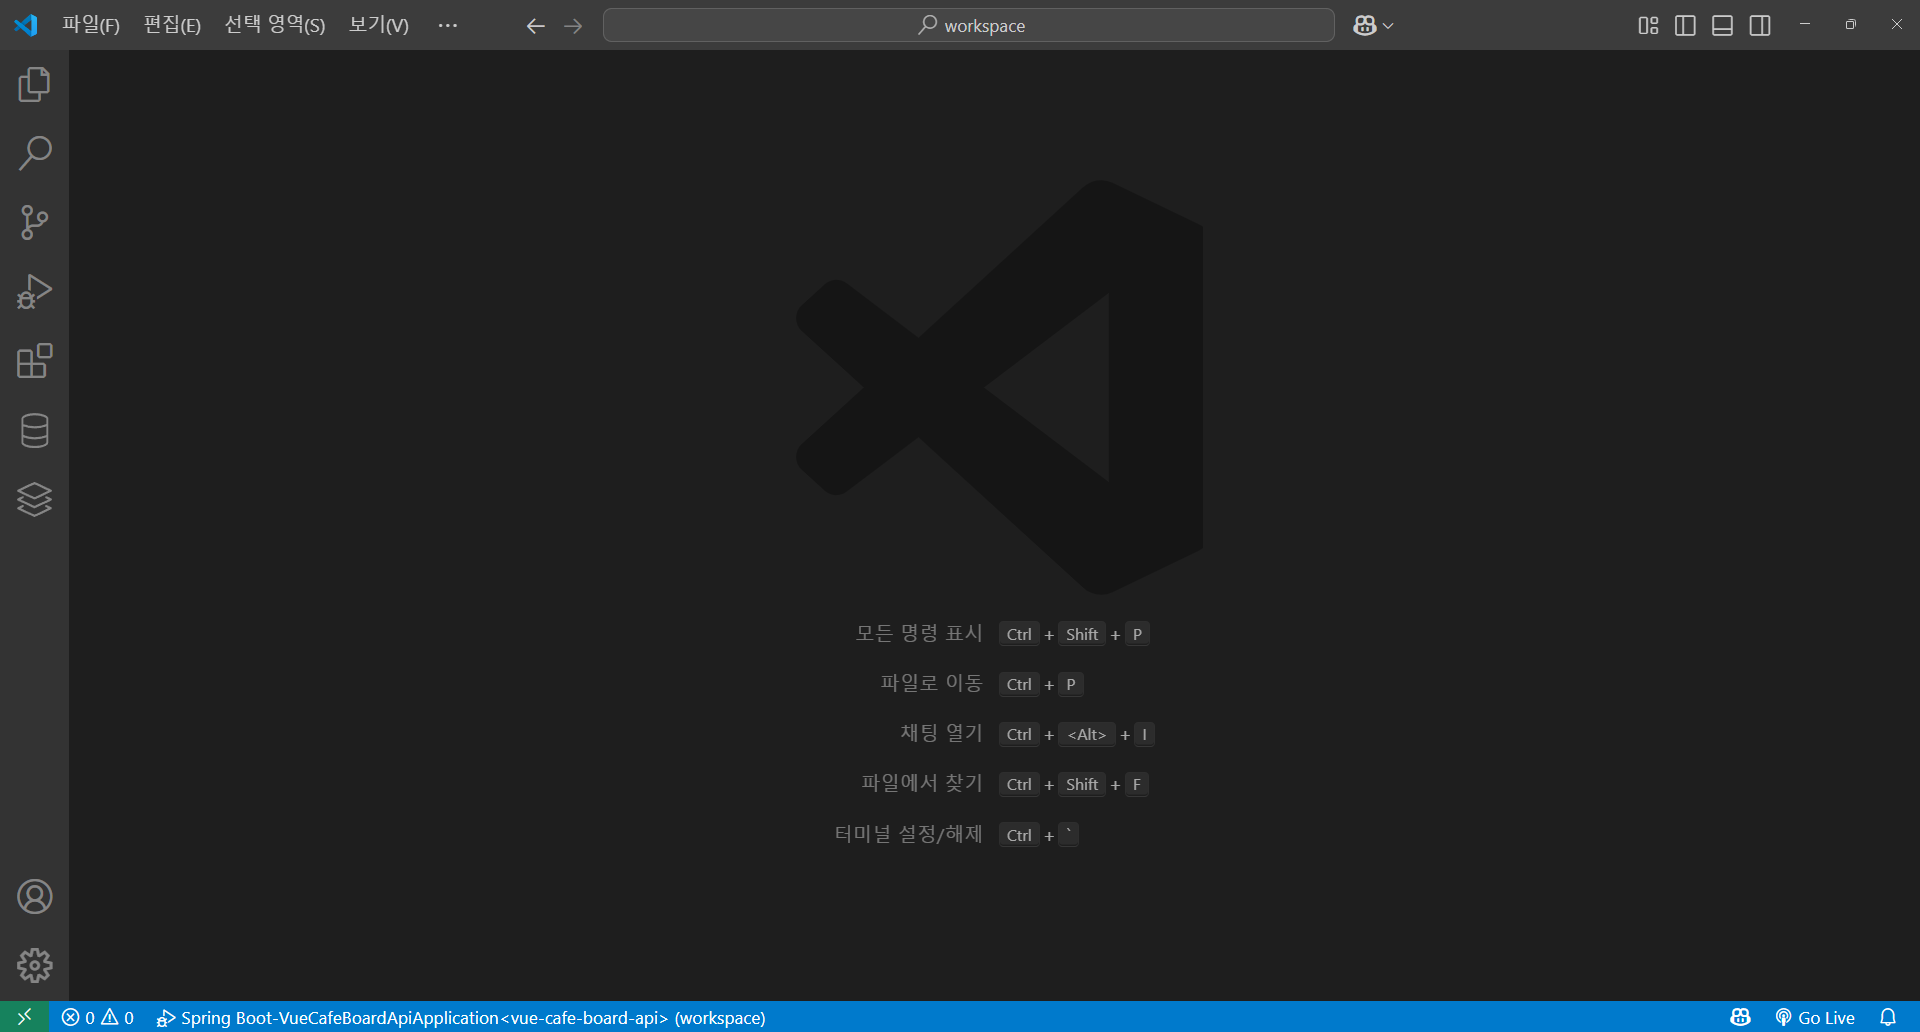 파일(F) 편집(E) 선택 영역(S) 보기(V) ··· workspace
모든 명령 표시 Ctrl + Shift + P
파일로 이동 Ctrl + P
채팅 열기 Ctrl + <Alt> + I
파일에서 찾기 Ctrl + Shift + F
터미널 설정/해제 Ctrl + `
0 0 Spring Boot-VueCafeBoardApiApplication<vue-cafe-board-api> (workspace) Go Live